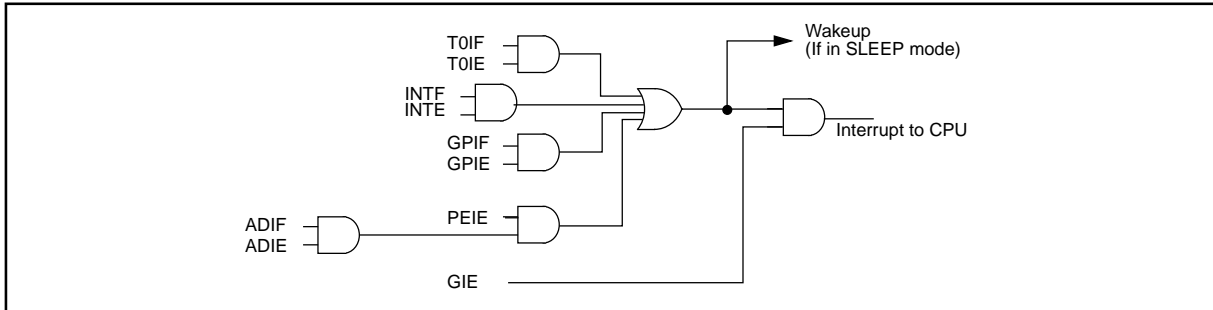 T0IF
T0IE
Wakeup
(If in SLEEP mode)
INTF
INTE
Interrupt to CPU
GPIF
GPIE
PEIE
ADIF
ADIE
GIE